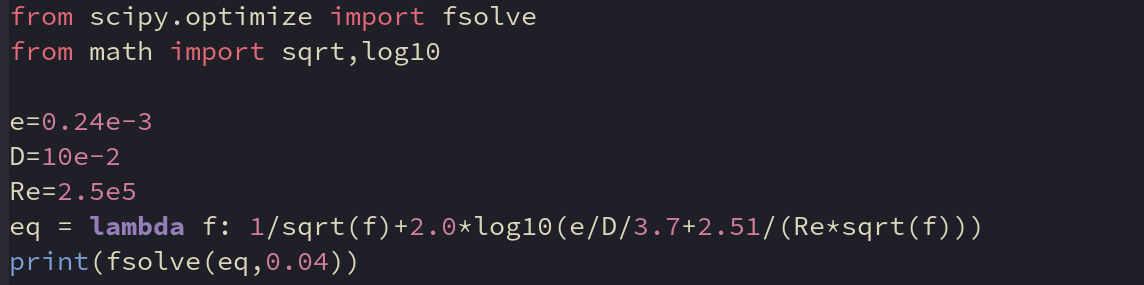 from scipy.optimize import fsolve
from math import sqrt,log10

e=0.24e-3
D=10e-2
Re=2.5e5
eq = lambda f: 1/sqrt(f)+2.0*log10(e/D/3.7+2.51/(Re*sqrt(f)))
print(fsolve(eq,0.04))